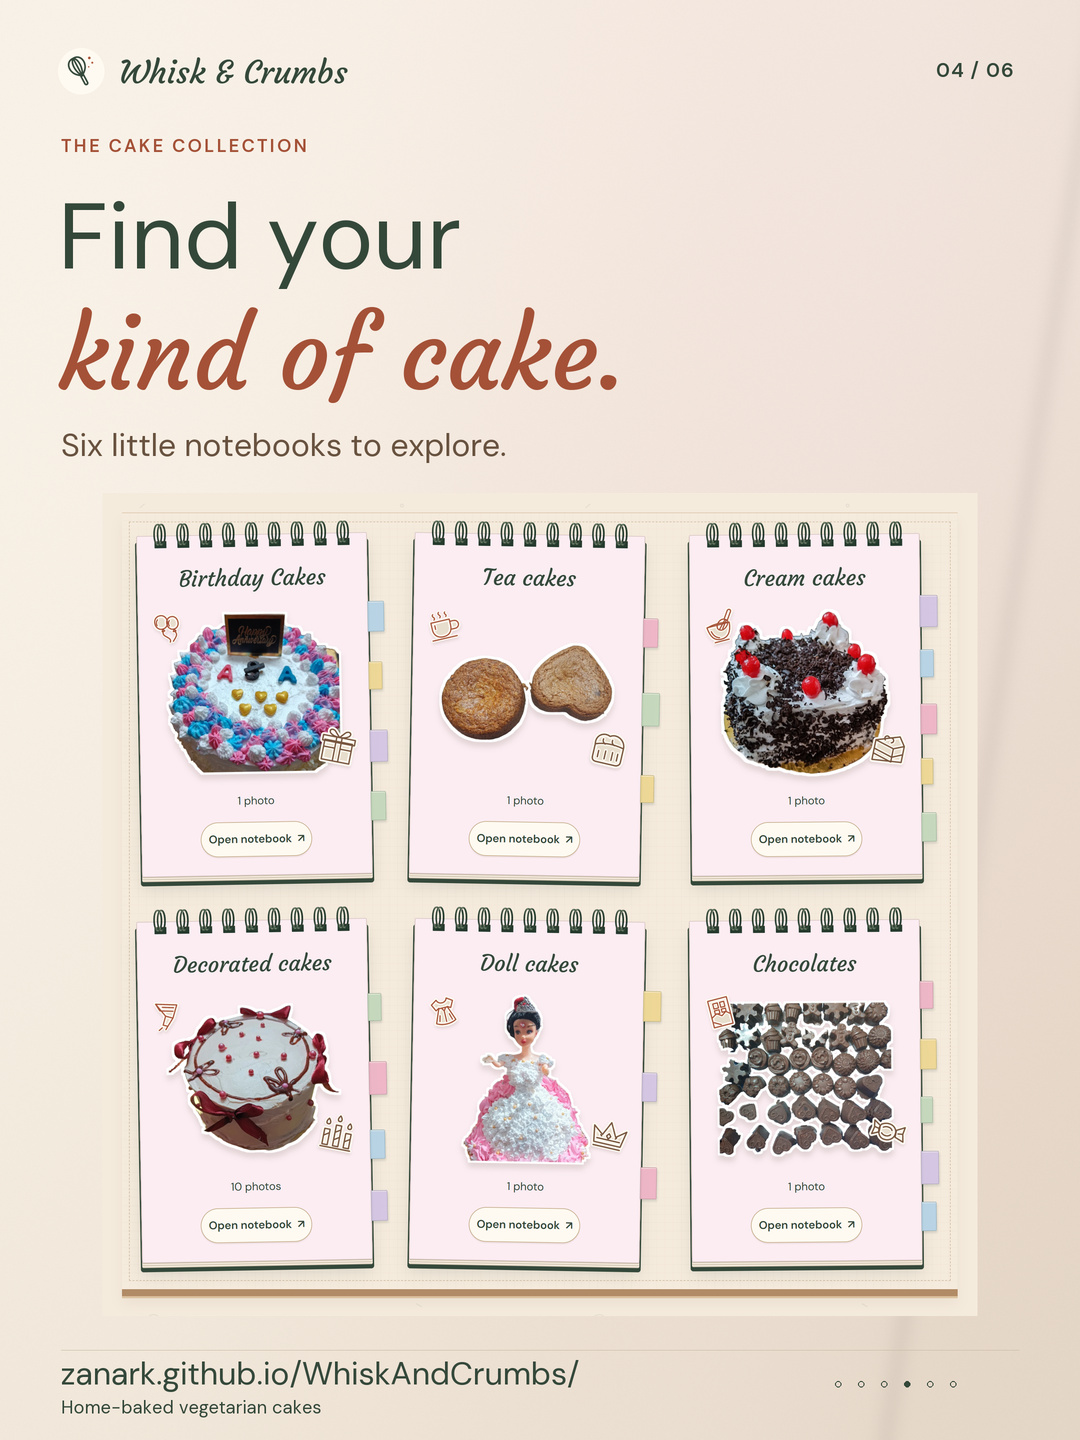 Whisk & Crumbs
04 / 06
THE CAKE COLLECTION
Find your
kind of cake.
Six little notebooks to explore.
Birthday Cakes
Tea cakes
Cream cakes
Happy
Anniversary
A & A
1 photo
1 photo
1 photo
Open notebook ↗
Open notebook ↗
Open notebook ↗
Decorated cakes
Doll cakes
Chocolates
10 photos
1 photo
1 photo
Open notebook ↗
Open notebook ↗
Open notebook ↗
zanark.github.io/WhiskAndCrumbs/
Home-baked vegetarian cakes